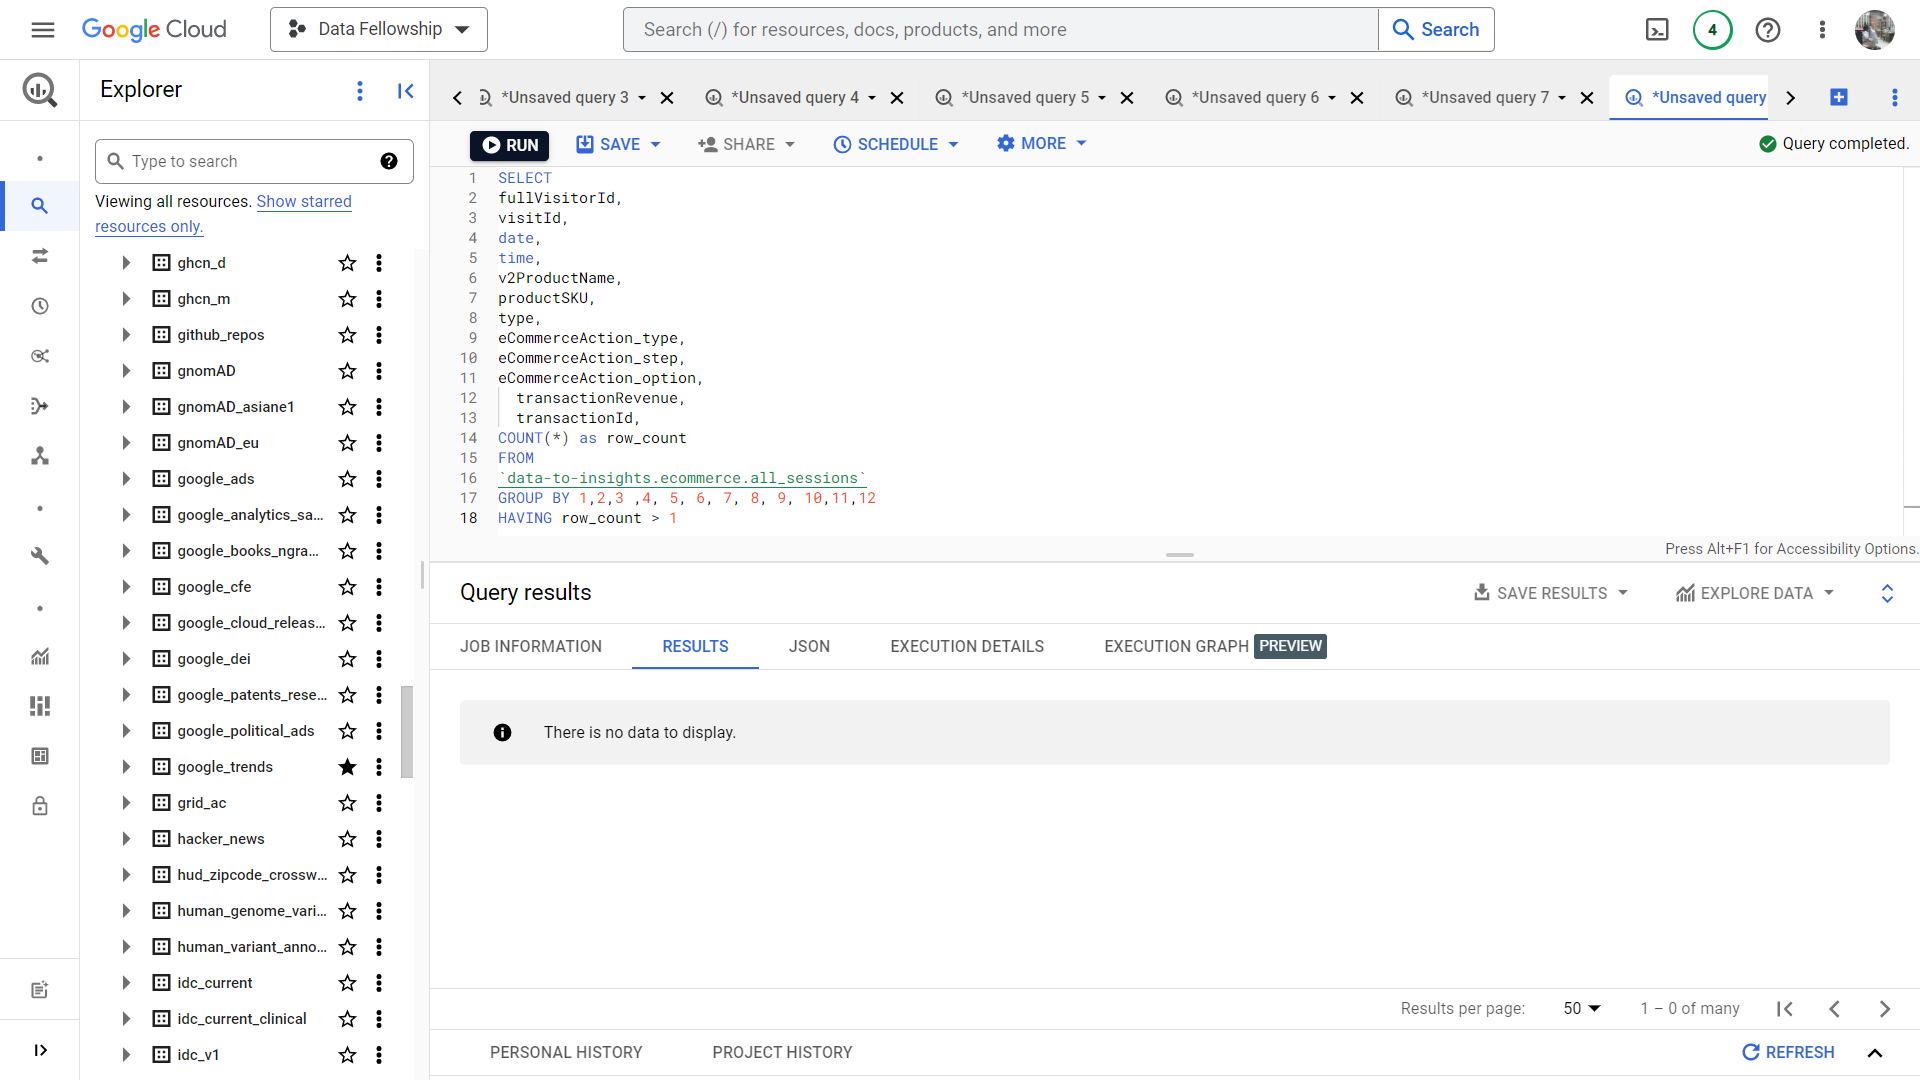 Google Cloud
Data Fellowship
Search (/) for resources, docs, products, and more
Search
4
Explorer
*Unsaved query 3
*Unsaved query 4
*Unsaved query 5
*Unsaved query 6
*Unsaved query 7
*Unsaved query
RUN
SAVE
SHARE
SCHEDULE
MORE
Query completed.
Type to search
Viewing all resources. Show starred
resources only.
ghcn_d
ghcn_m
github_repos
gnomAD
gnomAD_asiane1
gnomAD_eu
google_ads
google_analytics_sa...
google_books_ngra...
google_cfe
google_cloud_releas...
google_dei
google_patents_rese...
google_political_ads
google_trends
grid_ac
hacker_news
hud_zipcode_crossw...
human_genome_vari...
human_variant_anno...
idc_current
idc_current_clinical
idc_v1
1 SELECT
2 fullVisitorId,
3 visitId,
4 date,
5 time,
6 v2ProductName,
7 productSKU,
8 type,
9 eCommerceAction_type,
10 eCommerceAction_step,
11 eCommerceAction_option,
12 transactionRevenue,
13 transactionId,
14 COUNT(*) as row_count
15 FROM
16 `data-to-insights.ecommerce.all_sessions`
17 GROUP BY 1,2,3 ,4, 5, 6, 7, 8, 9, 10,11,12
18 HAVING row_count > 1
Press Alt+F1 for Accessibility Options.
Query results
SAVE RESULTS
EXPLORE DATA
JOB INFORMATION
RESULTS
JSON
EXECUTION DETAILS
EXECUTION GRAPH PREVIEW
There is no data to display.
Results per page:
50
1 – 0 of many
PERSONAL HISTORY
PROJECT HISTORY
REFRESH